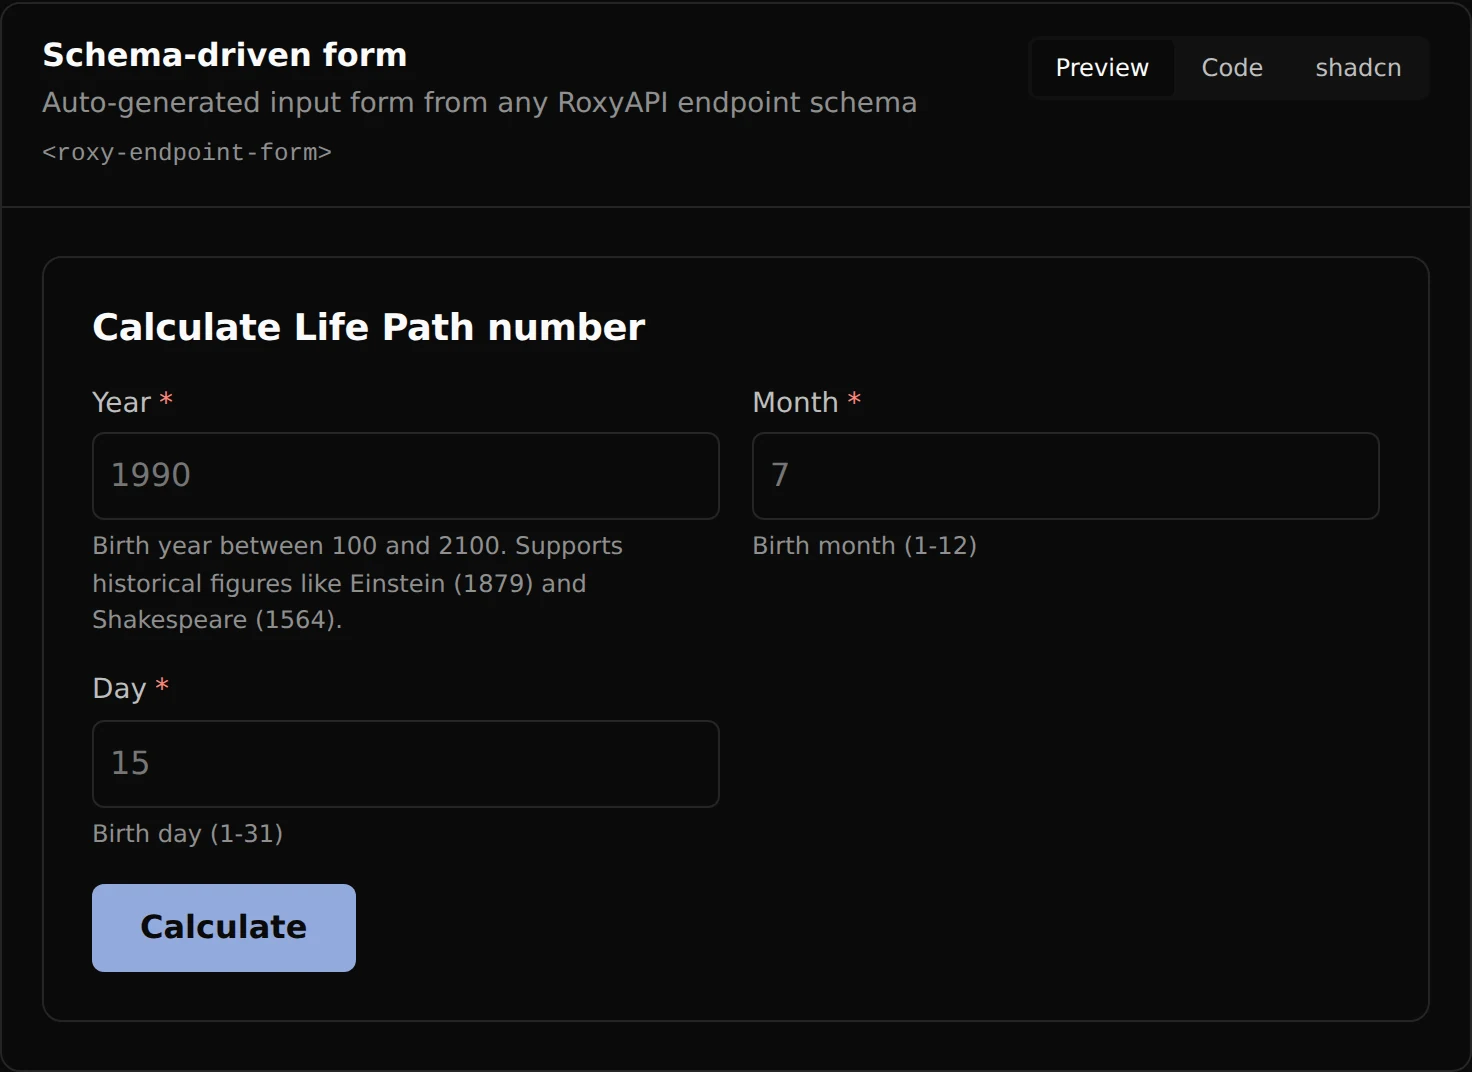 Schema-driven form
Preview Code shadcn
Auto-generated input form from any RoxyAPI endpoint schema
<roxy-endpoint-form>
Calculate Life Path number
Year *
Month *
1990
7
Birth year between 100 and 2100. Supports
historical figures like Einstein (1879) and
Shakespeare (1564).
Birth month (1-12)
Day *
15
Birth day (1-31)
Calculate